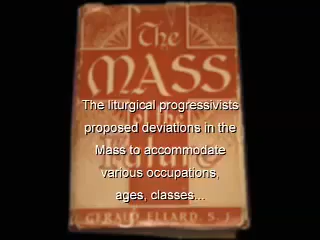 The
MASS
The liturgical progressivists
proposed deviations in the
Mass to accommodate
various occupations,
ages, classes...
GERALD ELLARD, S. J.